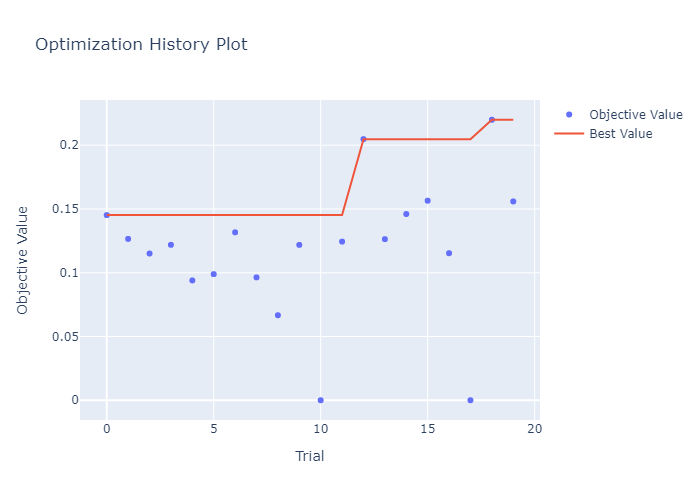 Optimization History Plot
Objective Value
Best Value
0.2
0.15
0.1
0.05
0
Objective Value
0
5
10
15
20
Trial